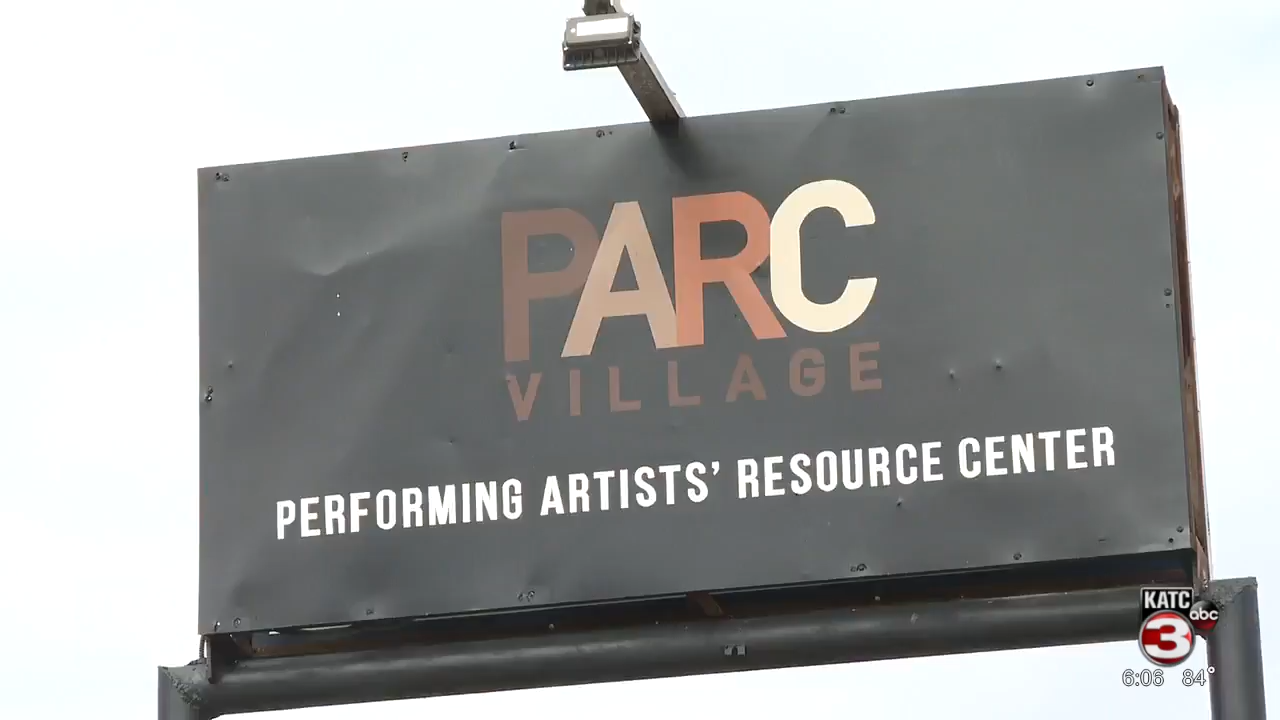 PARC
VILLAGE
PERFORMING ARTISTS' RESOURCE CENTER
KATC
abc
3
6:06 84°